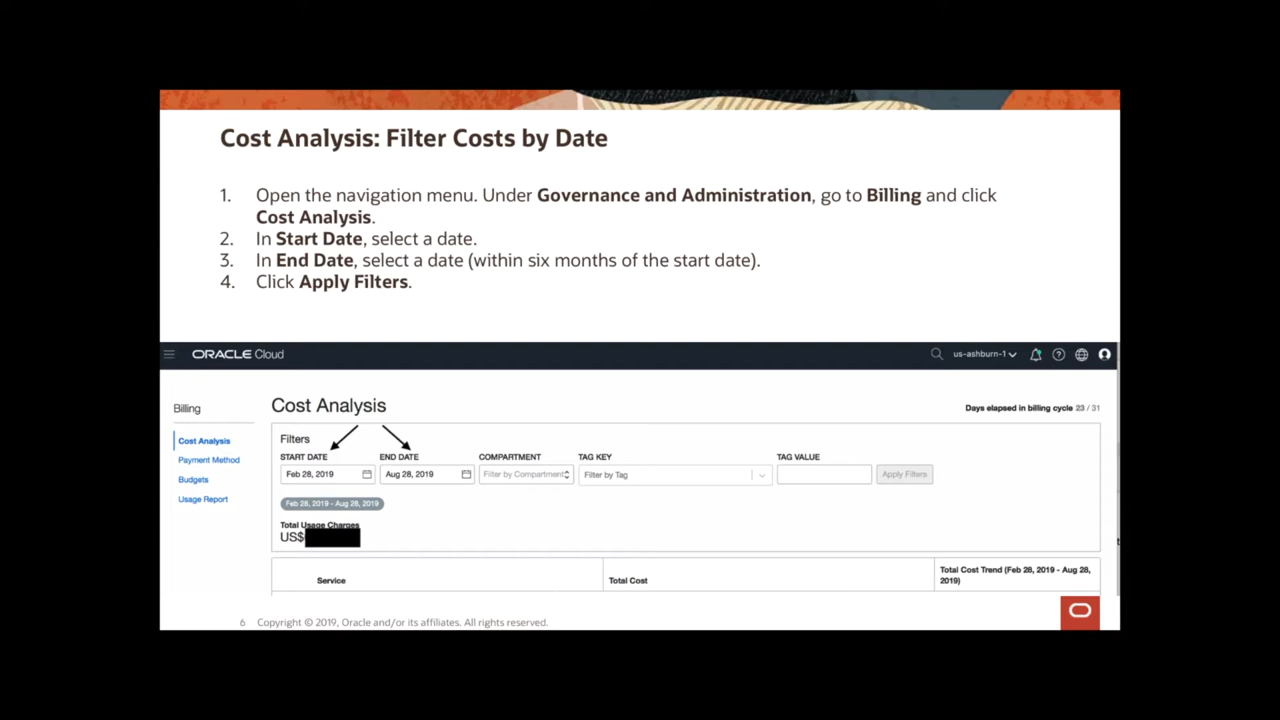 Cost Analysis: Filter Costs by Date
1. Open the navigation menu. Under Governance and Administration, go to Billing and click
Cost Analysis.
2. In Start Date, select a date.
3. In End Date, select a date (within six months of the start date).
4. Click Apply Filters.
ORACLE Cloud
us-ashburn-1
Billing
Cost Analysis
Days elapsed in billing cycle 23 / 31
Cost Analysis
Payment Method
Budgets
Usage Report
Filters
START DATE END DATE COMPARTMENT TAG KEY TAG VALUE
Feb 28, 2019 Aug 28, 2019 Filter by Compartment Filter by Tag Apply Filters
Feb 28, 2019 - Aug 28, 2019
Total Usage Charges
US$
Service Total Cost Total Cost Trend (Feb 28, 2019 - Aug 28,
2019)
6 Copyright © 2019, Oracle and/or its affiliates. All rights reserved.